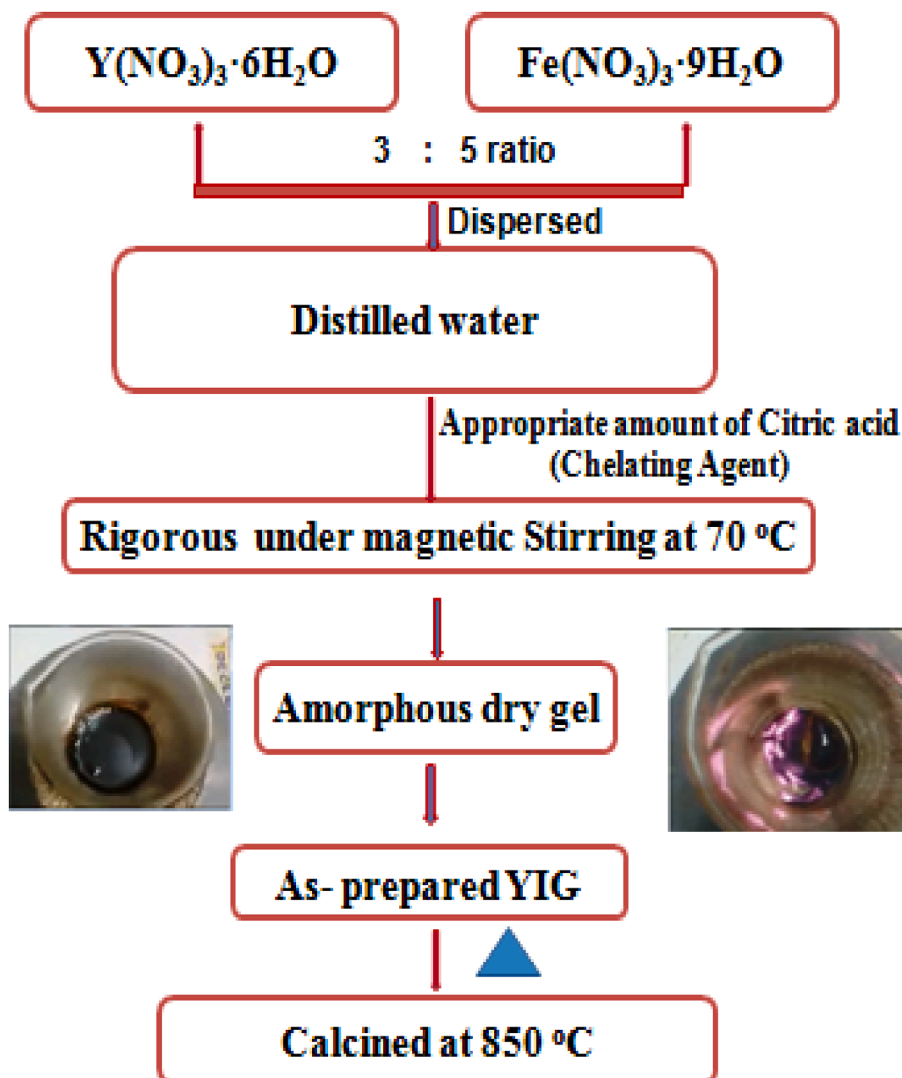 Y(NO₃)₃·6H₂O
Fe(NO₃)₃·9H₂O
3 : 5 ratio
Dispersed
Distilled water
Appropriate amount of Citric acid
(Chelating Agent)
Rigorous under magnetic Stirring at 70 ºC
Amorphous dry gel
As- prepared YIG
Calcined at 850 ºC